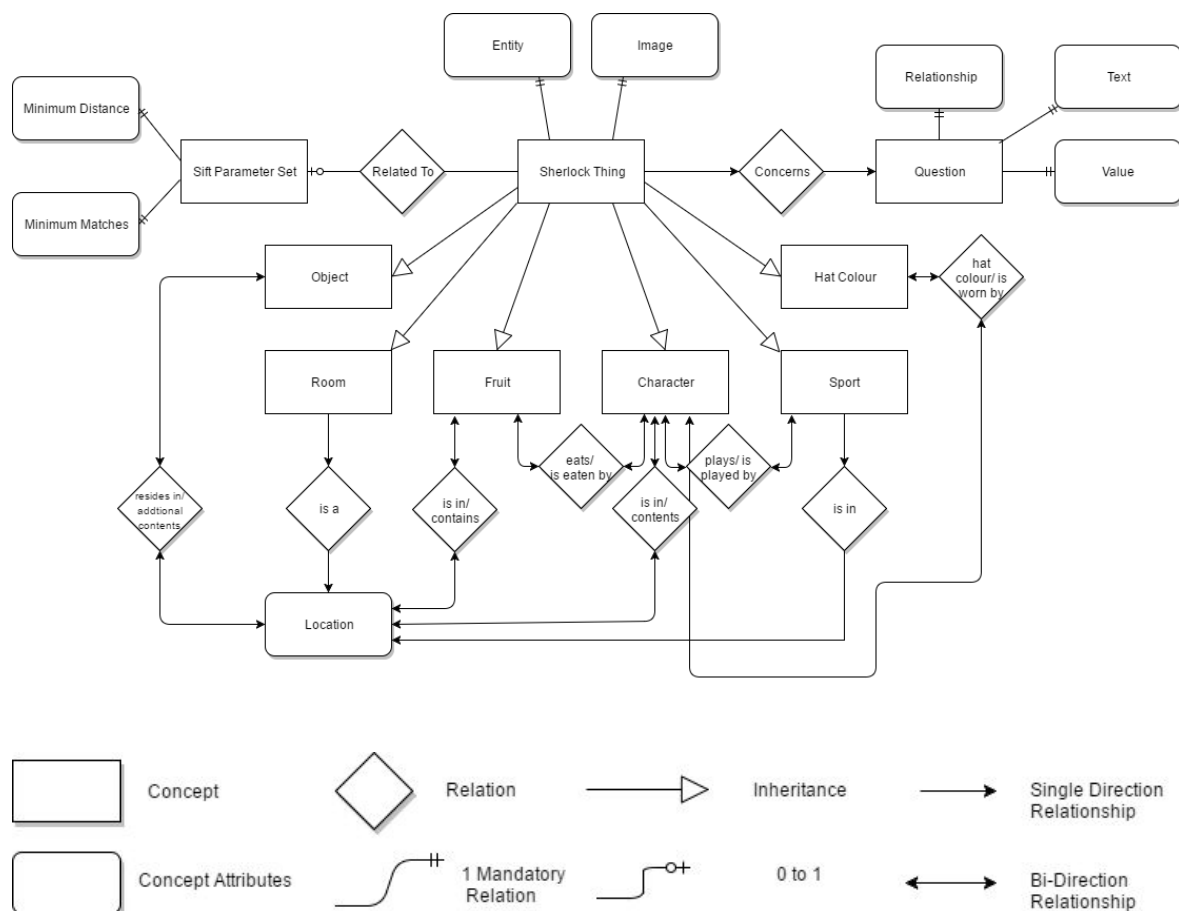 Entity
Image
Relationship
Text
Minimum Distance
Sift Parameter Set
Related To
Sherlock Thing
Concerns
Question
Value
Minimum Matches
Object
Hat Colour
hat
colour/ is
worn by
Room
Fruit
Character
Sport
eats/
is eaten by
plays/ is
played by
resides in/
addtional
contents
is a
is in/
contains
is in/
contents
is in
Location
Concept
Relation
Inheritance
Single Direction
Relationship
Concept Attributes
1 Mandatory
Relation
0 to 1
Bi-Direction
Relationship